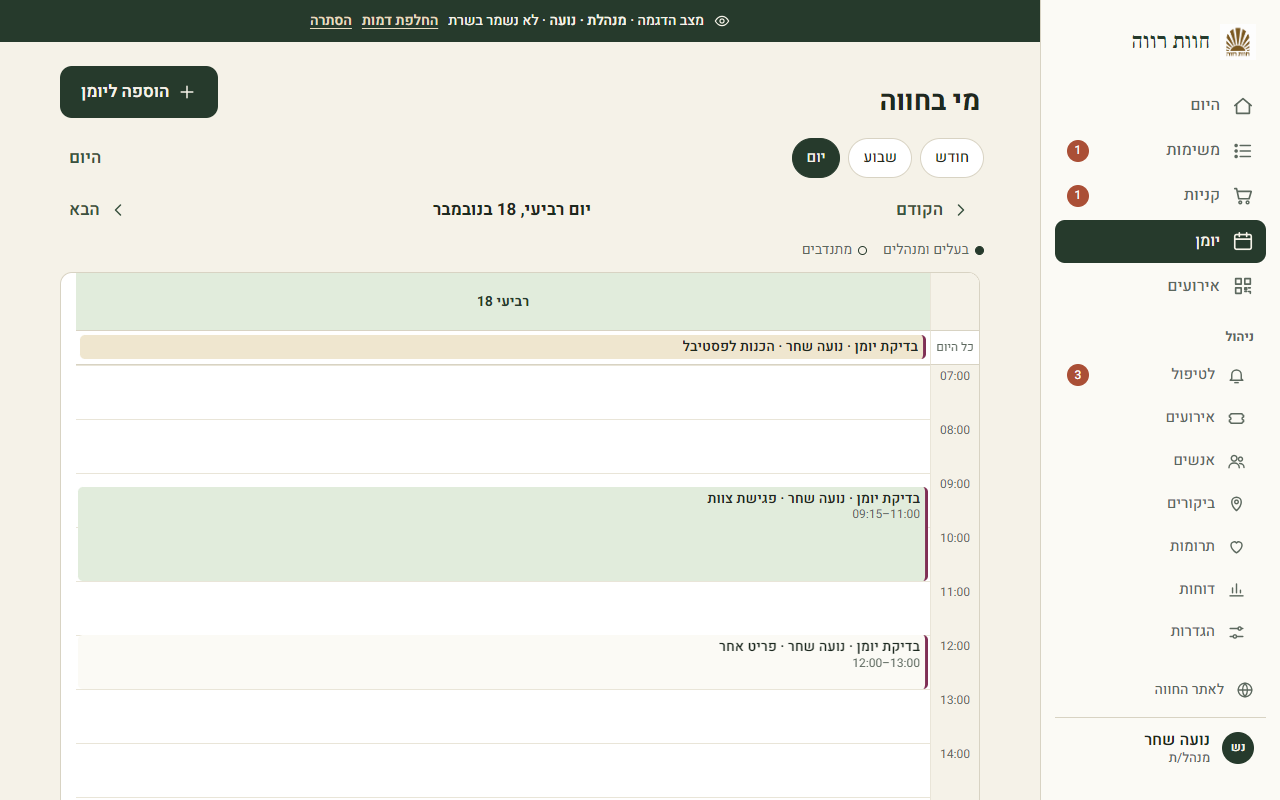 חוות רווה
היום
משימות 1
קניות 1
יומן
אירועים
ניהול
לטיפול 3
אירועים
אנשים
ביקורים
תרומות
דוחות
הגדרות
לאתר החווה
נש
נועה שחר
מנהל/ת
מצב הדגמה · מנהלת · נועה · לא נשמר בשרת החלפת דמות הסתרה
מי בחווה
הוספה ליומן
חודש שבוע יום
היום
הקודם
יום רביעי, 18 בנובמבר
הבא
בעלים ומנהלים מתנדבים
רביעי 18
כל היום
בדיקת יומן · נועה שחר · הכנות לפסטיבל
07:00
08:00
09:00
בדיקת יומן · נועה שחר · פגישת צוות
09:15–11:00
10:00
11:00
12:00
בדיקת יומן · נועה שחר · פריט אחר
12:00–13:00
13:00
14:00